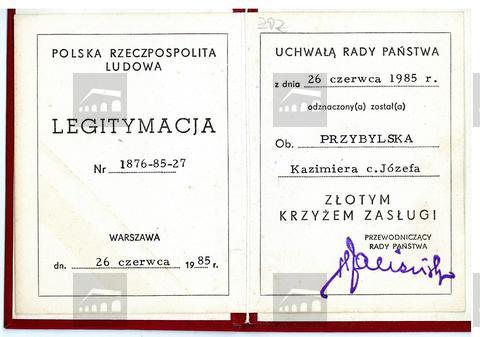 POLSKA RZECZPOSPOLITA
LUDOWA
LEGITYMACJA
Nr 1876-85-27
WARSZAWA
dn. 26 czerwca 1985 r.
202
UCHWAŁĄ RADY PAŃSTWA
z dnia 26 czerwca 1985 r.
odznaczony(a) został(a)
Ob. PRZYBYLSKA
Kazimiera c.Józefa
ZŁOTYM
KRZYŻEM ZASŁUGI
PRZEWODNICZĄCY
RADY PAŃSTWA